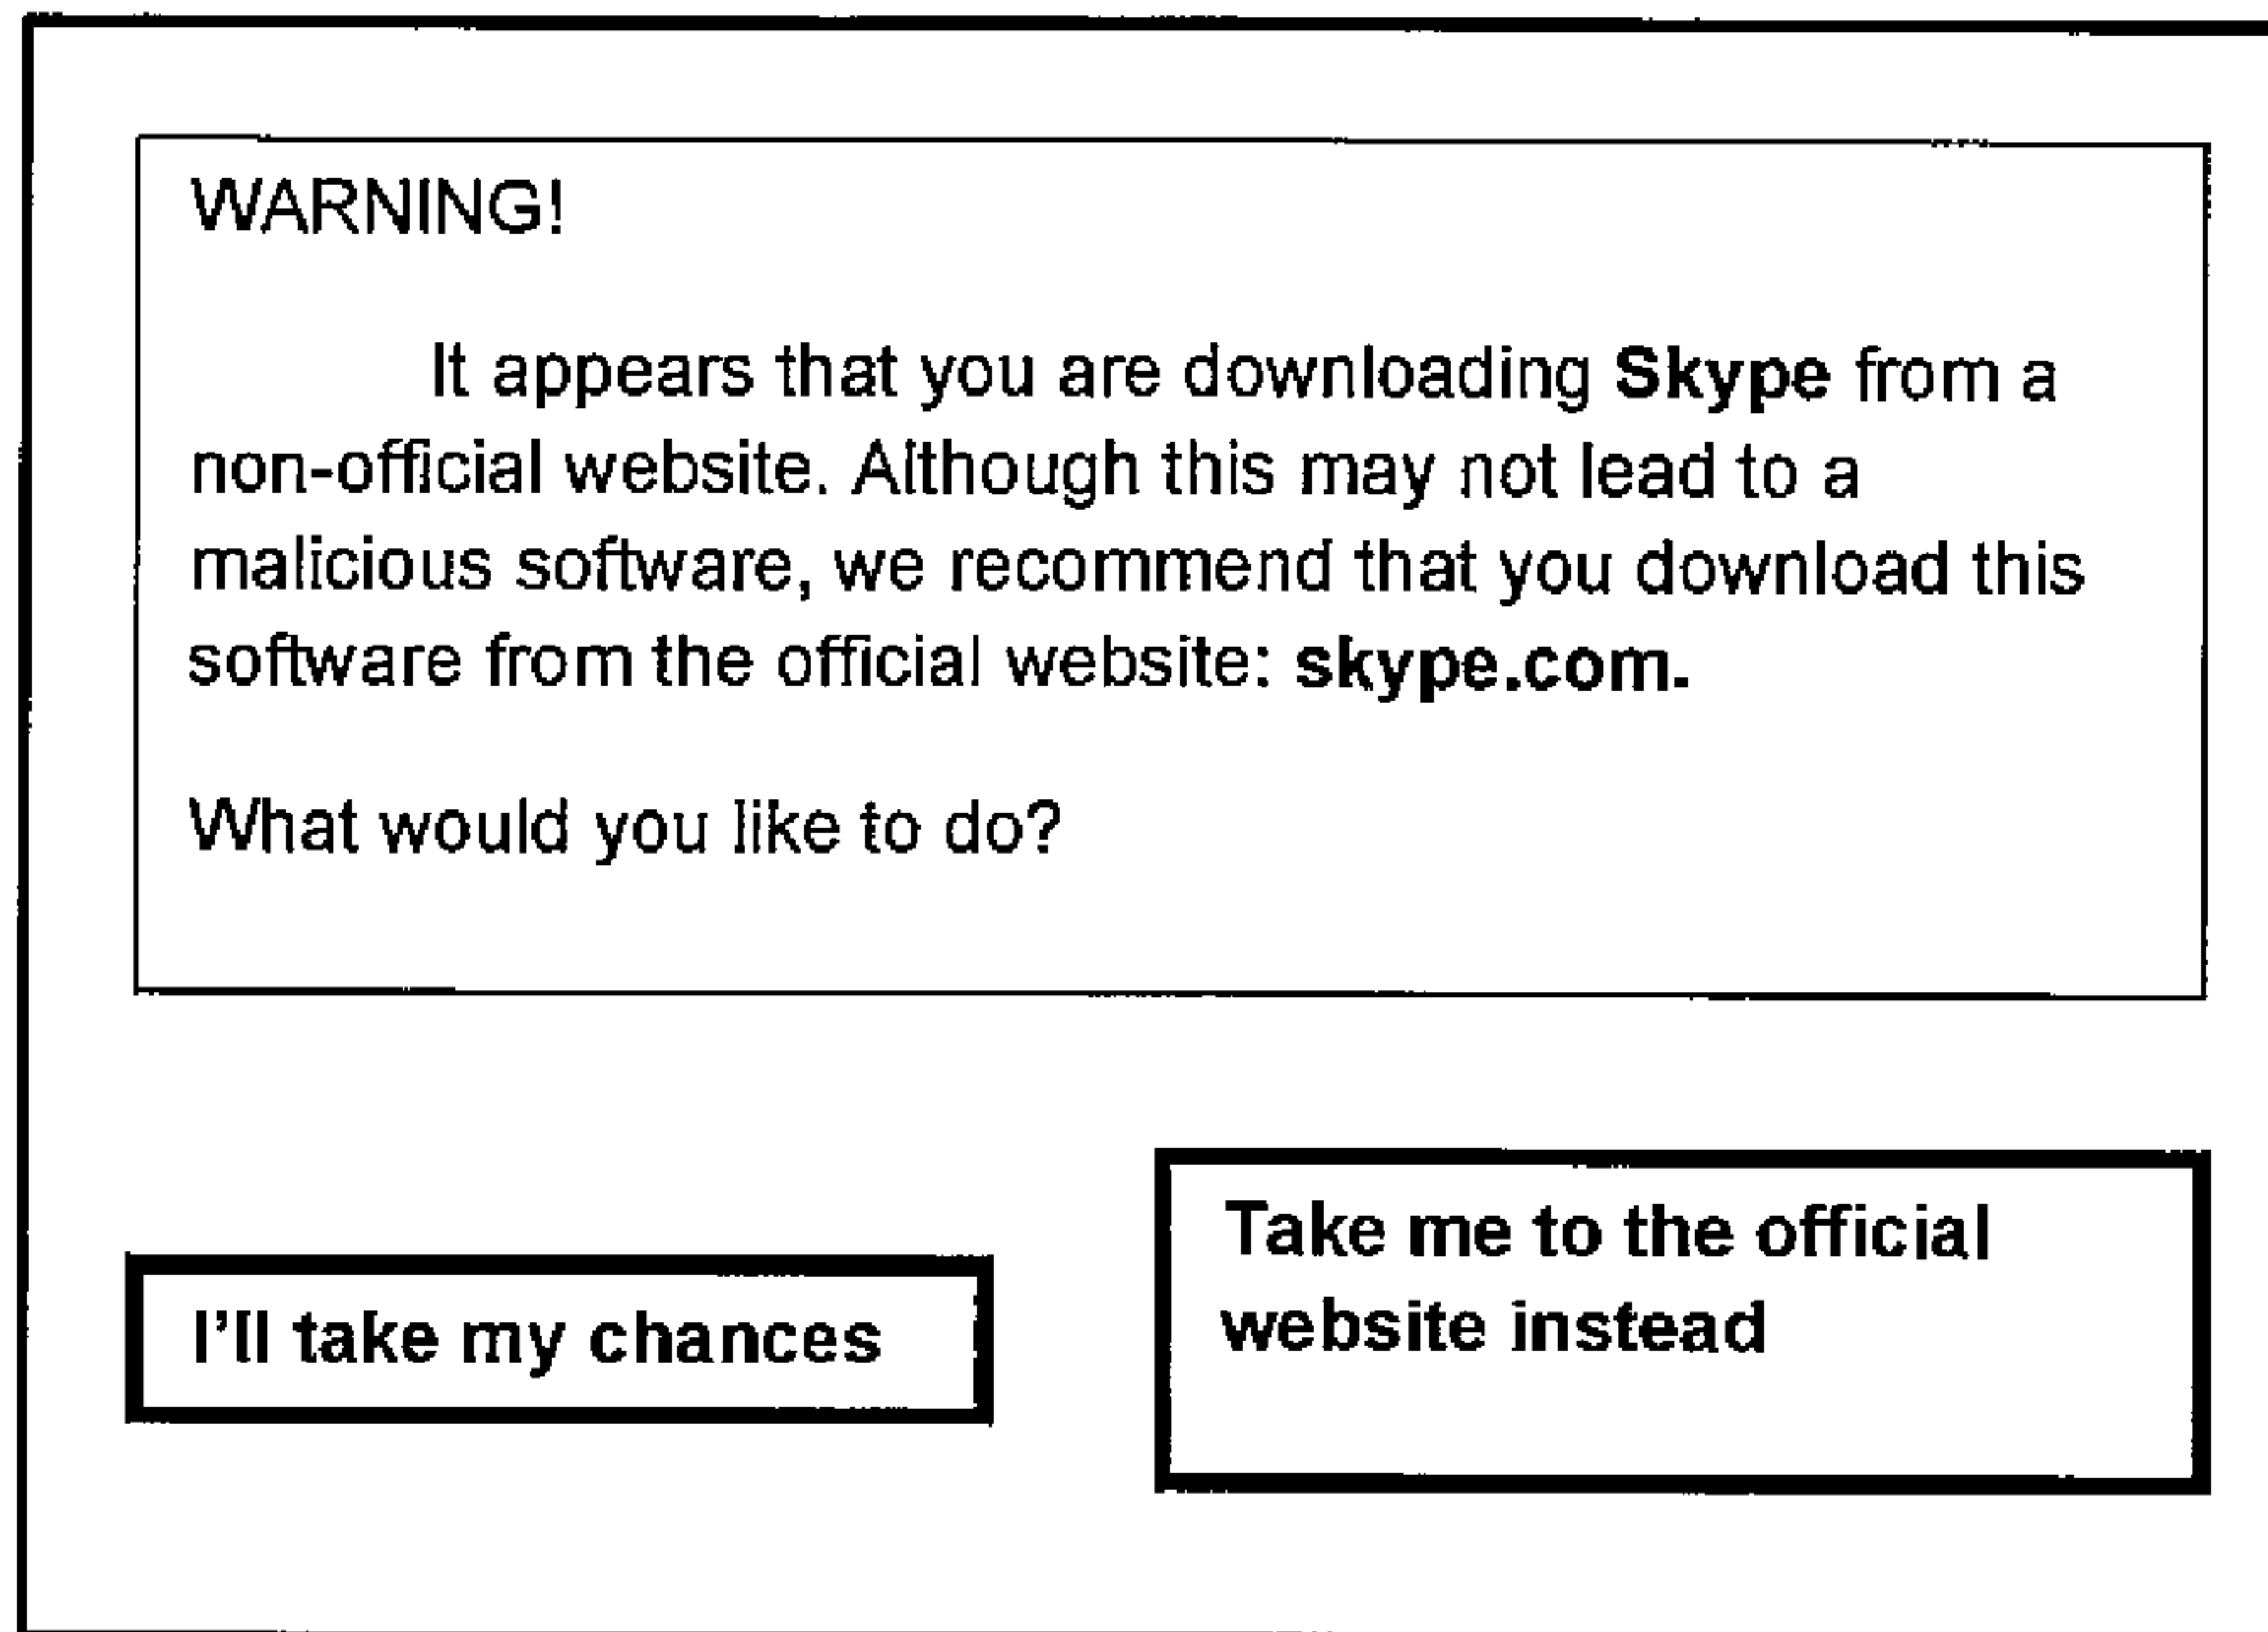 WARNING!
It appears that you are downloading Skype from a
non-official website. Although this may not lead to a
malicious software, we recommend that you download this
software from the official website: skype.com.
What would you like to do?
I'll take my chances
Take me to the official
website instead